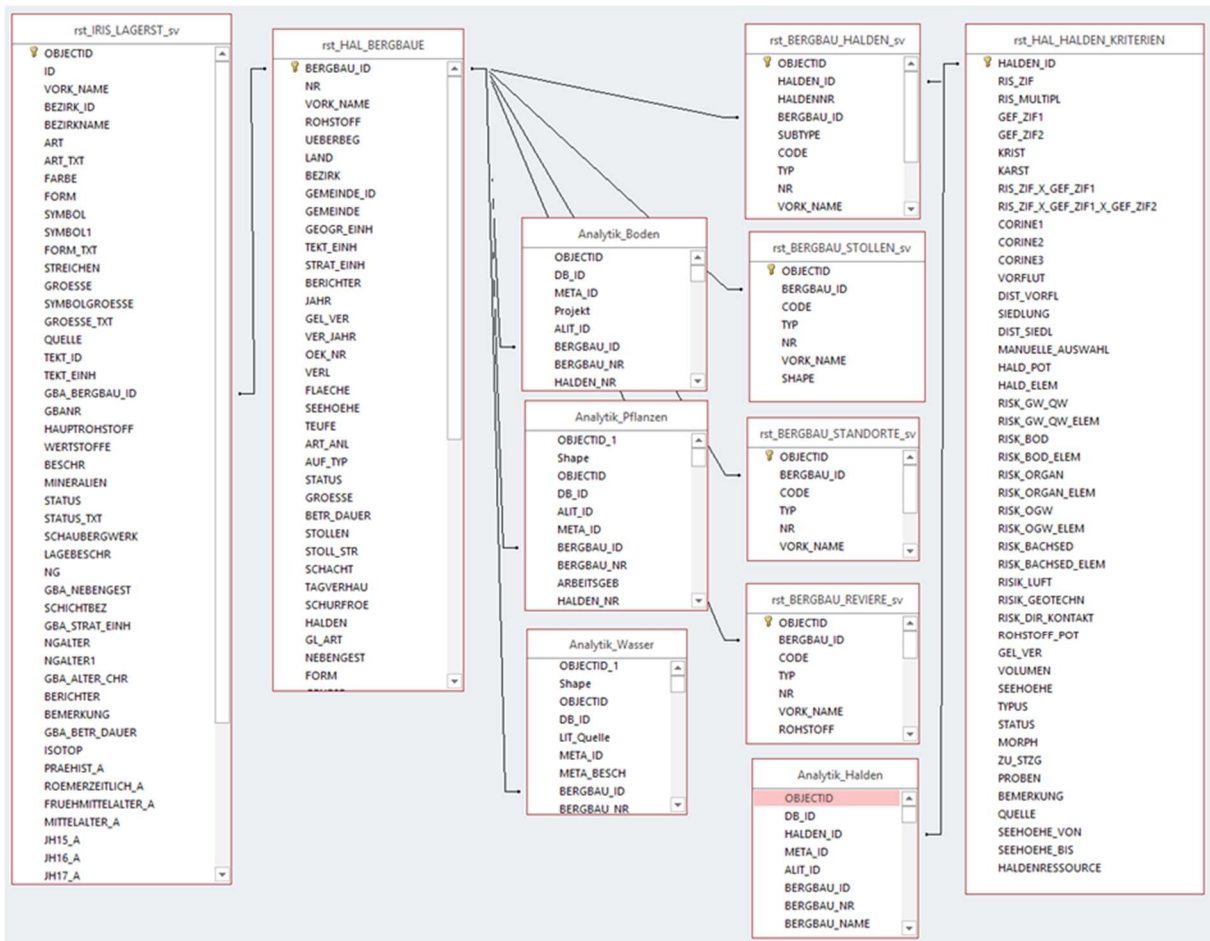 rst_IRIS_LAGERST_sv
OBJECTID
ID
VORK_NAME
BEZIRK_ID
BEZIRKNAME
ART
ART_TXT
FARBE
FORM
SYMBOL
SYMBOL1
FORM_TXT
STREICHEN
GROESSE
SYMBOLGROESSE
GROESSE_TXT
QUELLE
TEKT_ID
TEKT_EINH
GBA_BERGBAU_ID
GBANR
HAUPTROHSTOFF
WERTSTOFFE
BESCHR
MINERALIEN
STATUS
STATUS_TXT
SCHAUBERGWERK
LAGEBESCHR
NG
GBA_NEBENGEST
SCHICHTBEZ
GBA_STRAT_EINH
NGALTER
NGALTER1
GBA_ALTER_CHR
BERICHTER
BEMERKUNG
GBA_BETR_DAUER
ISOTOP
PRAEHIST_A
ROEMERZEITLICH_A
FRUEHMITTELALTER_A
MITTELALTER_A
JH15_A
JH16_A
JH17_A
rst_HAL_BERGBAUE
BERGBAU_ID
NR
VORK_NAME
ROHSTOFF
UEBERBEG
LAND
BEZIRK
GEMEINDE_ID
GEMEINDE
GEOGR_EINH
TEKT_EINH
STRAT_EINH
BERICHTER
JAHR
GEL_VER
VER_JAHR
OEK_NR
VERL
FLAECHE
SEEHOEHE
TEUFE
ART_ANL
AUF_TYP
STATUS
GROESSE
BETR_DAUER
STOLLEN
STOLL_STR
SCHACHT
TAGVERHAU
SCHURFROE
HALDEN
GL_ART
NEBENGEST
FORM
Analytik_Boden
OBJECTID
DB_ID
META_ID
Projekt
ALIT_ID
BERGBAU_ID
BERGBAU_NR
HALDEN_NR
Analytik_Pflanzen
OBJECTID_1
Shape
OBJECTID
DB_ID
ALIT_ID
META_ID
BERGBAU_ID
BERGBAU_NR
ARBEITSGEB
HALDEN_NR
Analytik_Wasser
OBJECTID_1
Shape
OBJECTID
DB_ID
LIT_Quelle
META_ID
META_BESCH
BERGBAU_ID
BERGBAU_NR
rst_BERGBAU_HALDEN_sv
OBJECTID
HALDEN_ID
HALDENNR
BERGBAU_ID
SUBTYPE
CODE
TYP
NR
VORK_NAME
rst_BERGBAU_STOLLEN_sv
OBJECTID
BERGBAU_ID
CODE
TYP
NR
VORK_NAME
SHAPE
rst_BERGBAU_STANDORTE_sv
OBJECTID
BERGBAU_ID
CODE
TYP
NR
VORK_NAME
rst_BERGBAU_REVIERE_sv
OBJECTID
BERGBAU_ID
CODE
TYP
NR
VORK_NAME
ROHSTOFF
Analytik_Halden
OBJECTID
DB_ID
HALDEN_ID
META_ID
ALIT_ID
BERGBAU_ID
BERGBAU_NR
BERGBAU_NAME
rst_HAL_HALDEN_KRITERIEN
HALDEN_ID
RIS_ZIF
RIS_MULTIPL
GEF_ZIF1
GEF_ZIF2
KRIST
KARST
RIS_ZIF_X_GEF_ZIF1
RIS_ZIF_X_GEF_ZIF1_X_GEF_ZIF2
CORINE1
CORINE2
CORINE3
VORFLUT
DIST_VORFL
SIEDLUNG
DIST_SIEDL
MANUELLE_AUSWAHL
HALD_POT
HALD_ELEM
RISK_GW_QW
RISK_GW_QW_ELEM
RISK_BOD
RISK_BOD_ELEM
RISK_ORGAN
RISK_ORGAN_ELEM
RISK_OGW
RISK_OGW_ELEM
RISK_BACHSED
RISK_BACHSED_ELEM
RISIK_LUFT
RISIK_GEOTECHN
RISK_DIR_KONTAKT
ROHSTOFF_POT
GEL_VER
VOLUMEN
SEEHOEHE
TYPUS
STATUS
MORPH
ZU_STZG
PROBEN
BEMERKUNG
QUELLE
SEEHOEHE_VON
SEEHOEHE_BIS
HALDENRESSOURCE